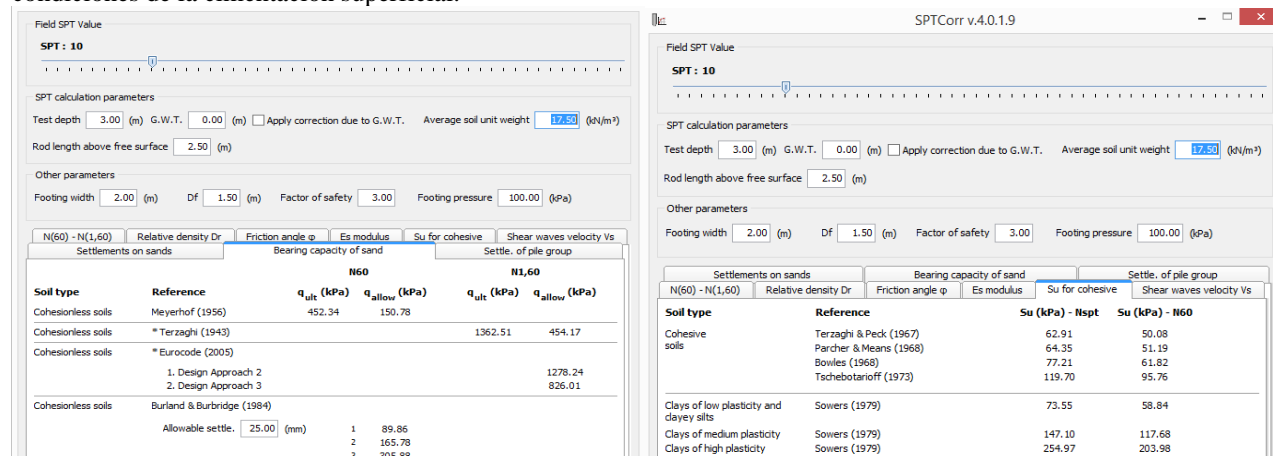 condiciones de la cimentación superficial.
Field SPT Value
SPT : 10
SPT calculation parameters
Test depth 3.00 (m) G.W.T. 0.00 (m) Apply correction due to G.W.T. Average soil unit weight 17.50 (kN/m³)
Rod length above free surface 2.50 (m)
Other parameters
Footing width 2.00 (m) Df 1.50 (m) Factor of safety 3.00 Footing pressure 100.00 (kPa)
N(60) - N(1,60) Relative density Dr Friction angle φ Es modulus Su for cohesive Shear waves velocity Vs
Settlements on sands Bearing capacity of sand Settle. of pile group
N60 N1,60
Soil type Reference qult (kPa) qallow (kPa) qult (kPa) qallow (kPa)
Cohesionless soils Meyerhof (1956) 452.34 150.78
Cohesionless soils * Terzaghi (1943) 1362.51 454.17
Cohesionless soils * Eurocode (2005)
1. Design Approach 2 1278.24
2. Design Approach 3 826.01
Cohesionless soils Burland & Burbridge (1984)
Allowable settle. 25.00 (mm) 1 89.86
2 165.78
SPTCorr v.4.0.1.9
Field SPT Value
SPT : 10
SPT calculation parameters
Test depth 3.00 (m) G.W.T. 0.00 (m) Apply correction due to G.W.T. Average soil unit weight 17.50 (kN/m³)
Rod length above free surface 2.50 (m)
Other parameters
Footing width 2.00 (m) Df 1.50 (m) Factor of safety 3.00 Footing pressure 100.00 (kPa)
Settlements on sands Bearing capacity of sand Settle. of pile group
N(60) - N(1,60) Relative density Dr Friction angle φ Es modulus Su for cohesive Shear waves velocity Vs
Soil type Reference Su (kPa) - Nspt Su (kPa) - N60
Cohesive Terzaghi & Peck (1967) 62.91 50.08
soils Parcher & Means (1968) 64.35 51.19
Bowles (1968) 77.21 61.82
Tschebotarioff (1973) 119.70 95.76
Clays of low plasticity and Sowers (1979) 73.55 58.84
clayey silts
Clays of medium plasticity Sowers (1979) 147.10 117.68
Clays of high plasticity Sowers (1979) 254.97 203.98